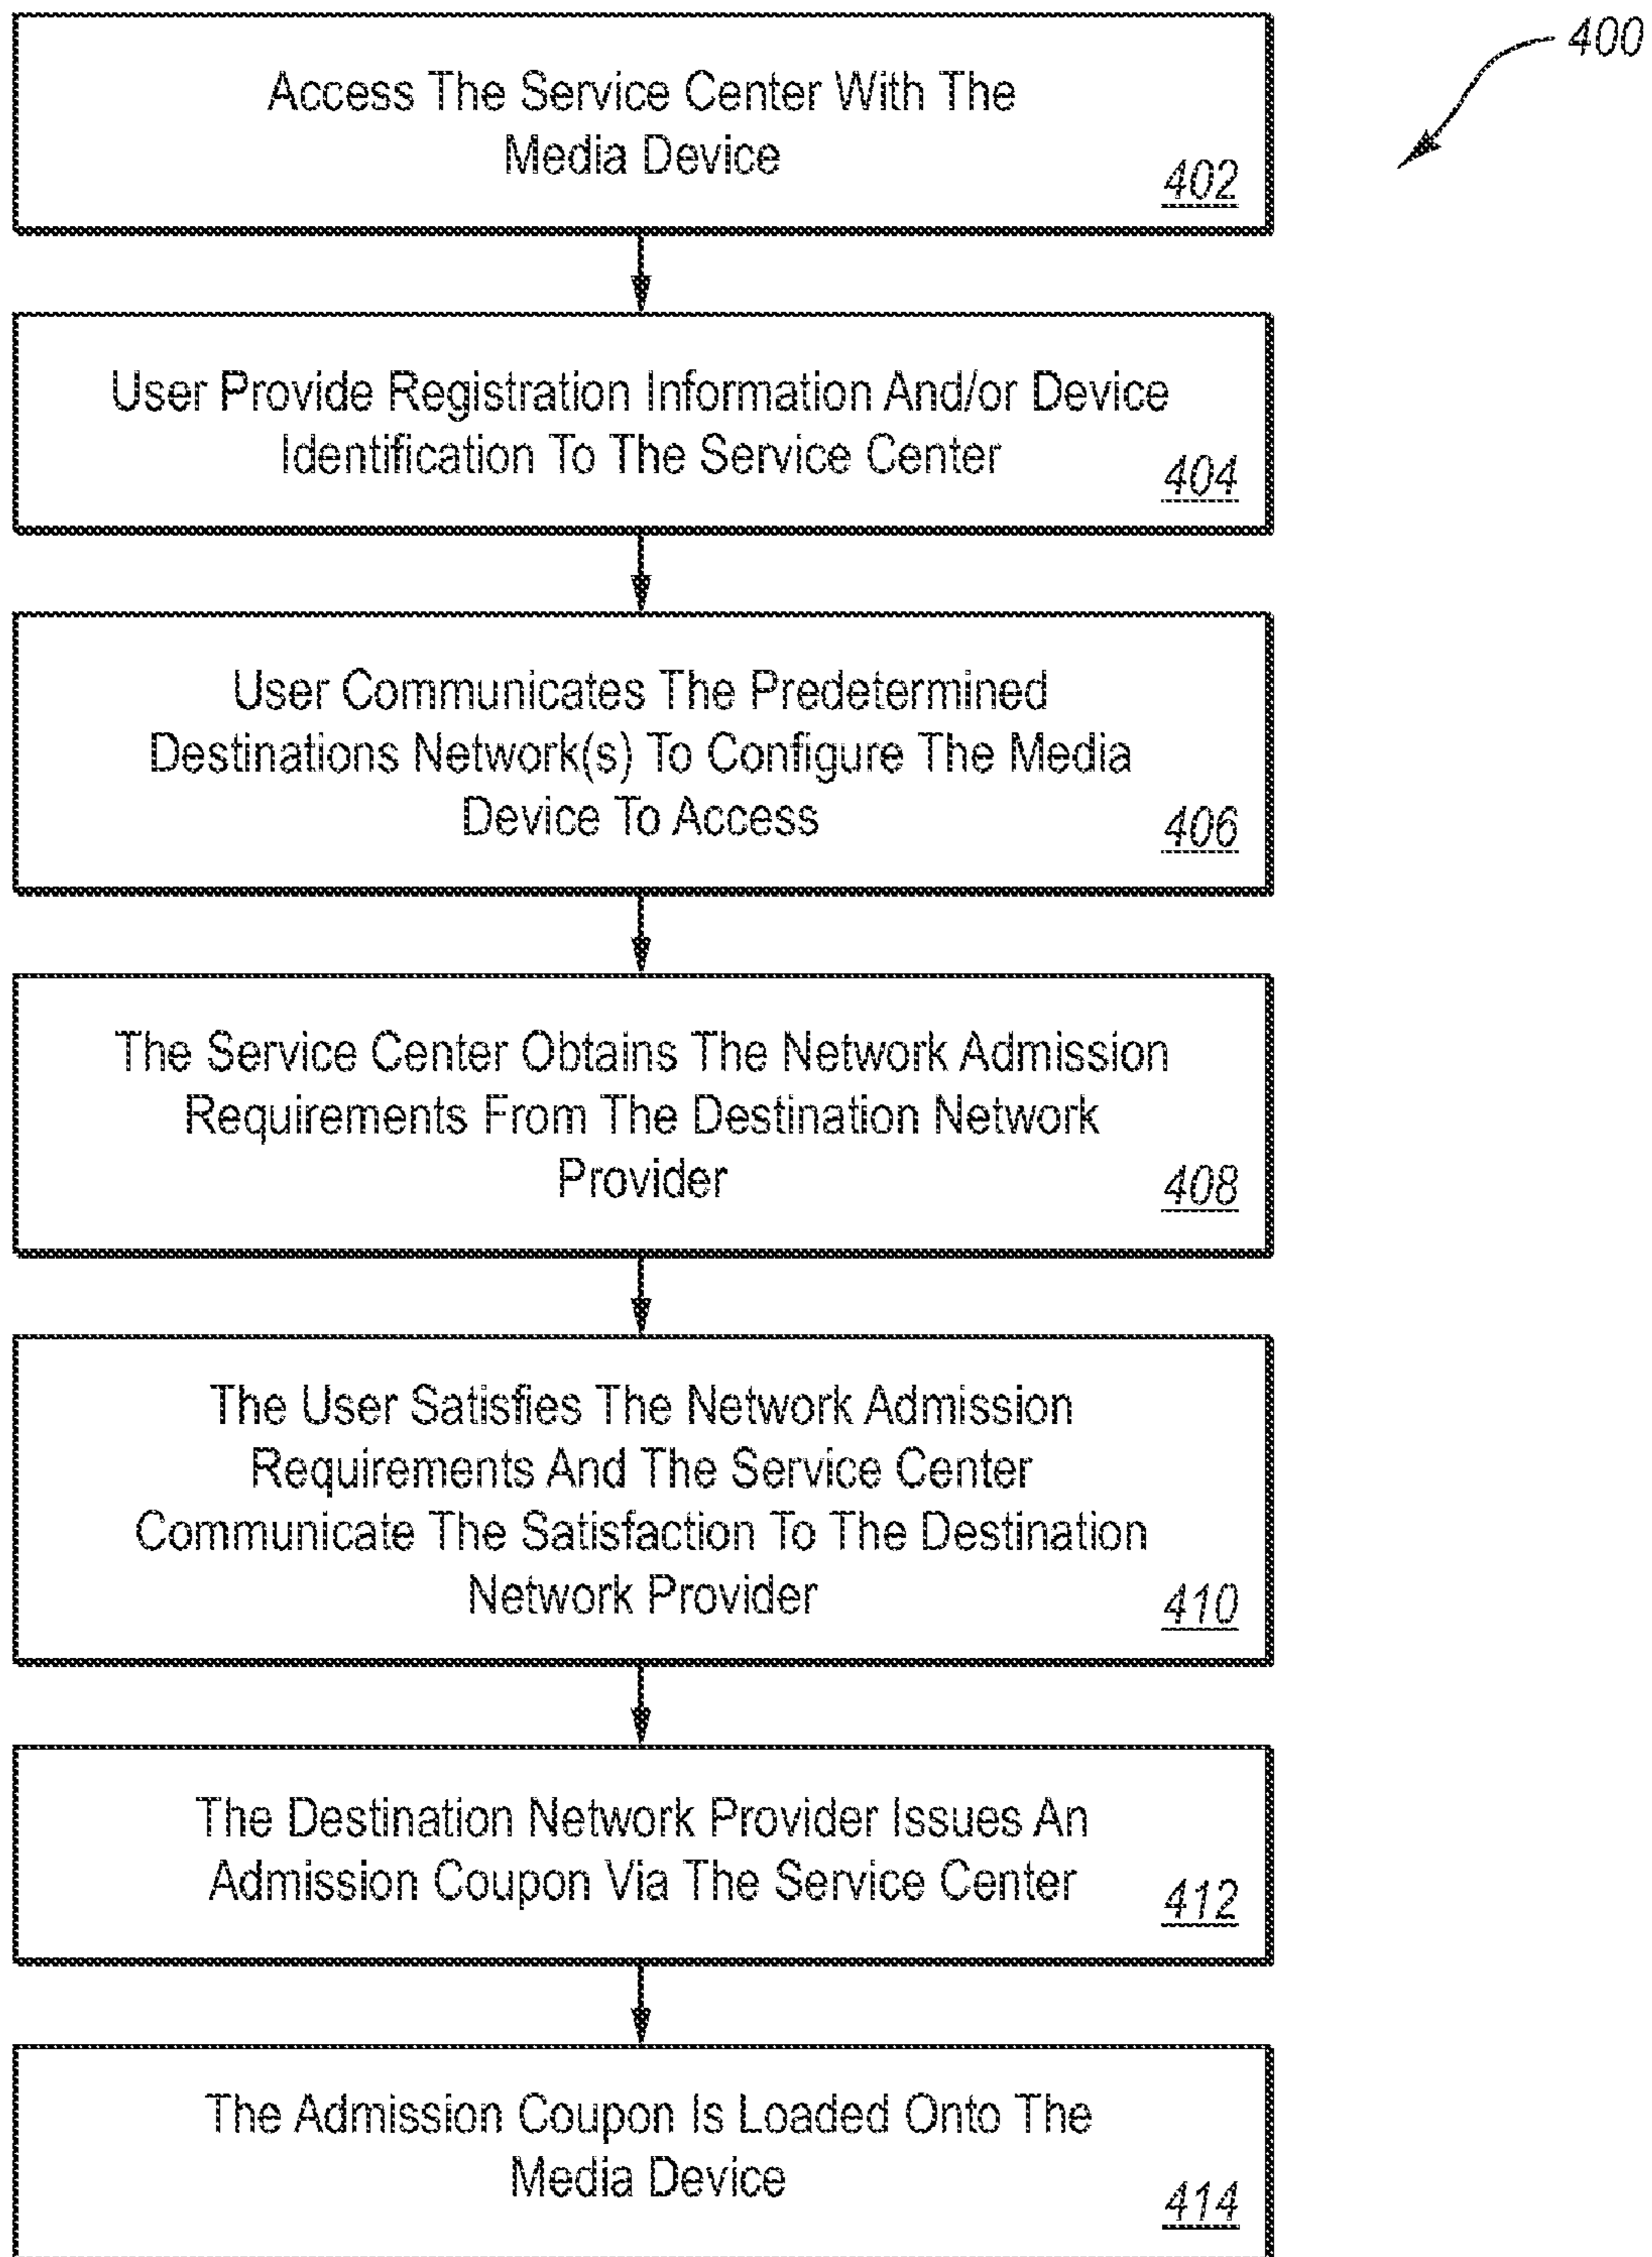 400
Access The Service Center With The
Media Device
402
User Provide Registration Information And/or Device
Identification To The Service Center
404
User Communicates The Predetermined
Destinations Network(s) To Configure The Media
Device To Access
406
The Service Center Obtains The Network Admission
Requirements From The Destination Network
Provider
408
The User Satisfies The Network Admission
Requirements And The Service Center
Communicate The Satisfaction To The Destination
Network Provider
410
The Destination Network Provider Issues An
Admission Coupon Via The Service Center
412
The Admission Coupon Is Loaded Onto The
Media Device
414